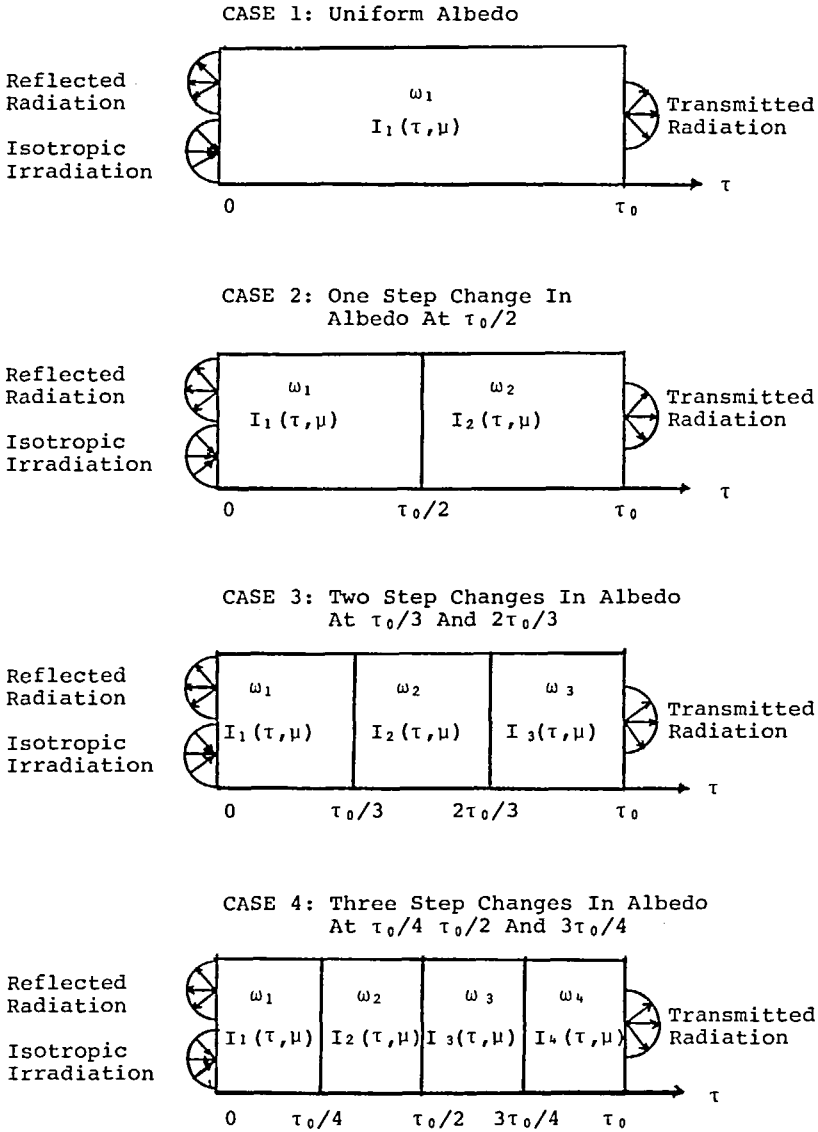 CASE 1: Uniform Albedo
Reflected
Radiation
ω₁
I₁(τ,μ)
Transmitted
Radiation
Isotropic
Irradiation
τ
0
τ₀
CASE 2: One Step Change In
Albedo At τ₀/2
Reflected
Radiation
ω₁
ω₂
I₁(τ,μ)
I₂(τ,μ)
Transmitted
Radiation
Isotropic
Irradiation
τ
0
τ₀/2
τ₀
CASE 3: Two Step Changes In Albedo
At τ₀/3 And 2τ₀/3
Reflected
Radiation
ω₁
ω₂
ω₃
I₁(τ,μ)
I₂(τ,μ)
I₃(τ,μ)
Transmitted
Radiation
Isotropic
Irradiation
τ
0
τ₀/3
2τ₀/3
τ₀
CASE 4: Three Step Changes In Albedo
At τ₀/4 τ₀/2 And 3τ₀/4
Reflected
Radiation
ω₁
ω₂
ω₃
ω₄
I₁(τ,μ)
I₂(τ,μ)
I₃(τ,μ)
I₄(τ,μ)
Transmitted
Radiation
Isotropic
Irradiation
τ
0
τ₀/4
τ₀/2
3τ₀/4
τ₀